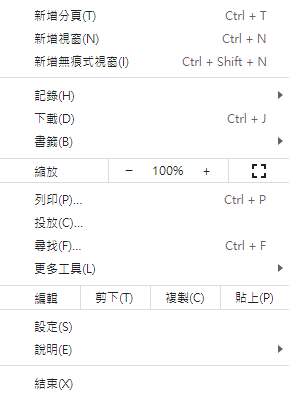 新增分頁(T) Ctrl + T
新增視窗(N) Ctrl + N
新增無痕式視窗(I) Ctrl + Shift + N
記錄(H)
下載(D) Ctrl + J
書籤(B)
縮放 − 100% +
列印(P)... Ctrl + P
投放(C)...
尋找(F)... Ctrl + F
更多工具(L)
編輯 剪下(T) 複製(C) 貼上(P)
設定(S)
說明(E)
結束(X)